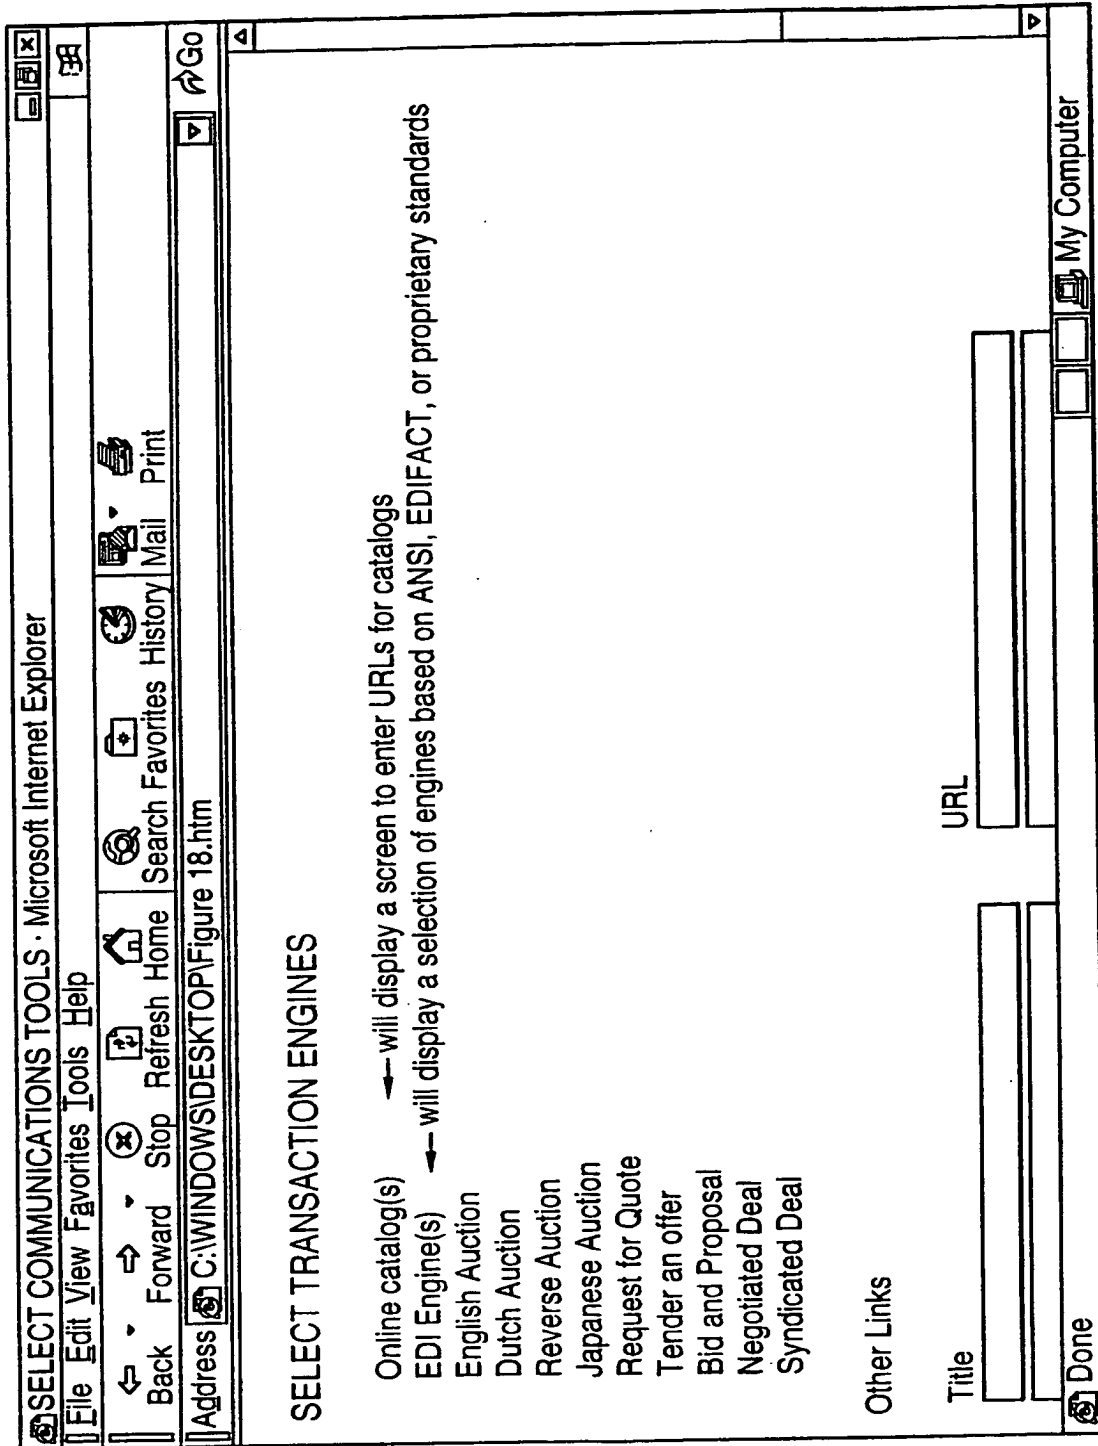 SELECT COMMUNICATIONS TOOLS · Microsoft Internet Explorer
File Edit View Favorites Tools Help
Back Forward Stop Refresh Home Search Favorites History Mail Print
Address C:\WINDOWS\DESKTOP\Figure 18.htm Go
SELECT TRANSACTION ENGINES
Online catalog(s) ←will display a screen to enter URLs for catalogs
EDI Engine(s) ←will display a selection of engines based on ANSI, EDIFACT, or proprietary standards
English Auction
Dutch Auction
Reverse Auction
Japanese Auction
Request for Quote
Tender an offer
Bid and Proposal
Negotiated Deal
Syndicated Deal
Other Links
Title URL
Done My Computer